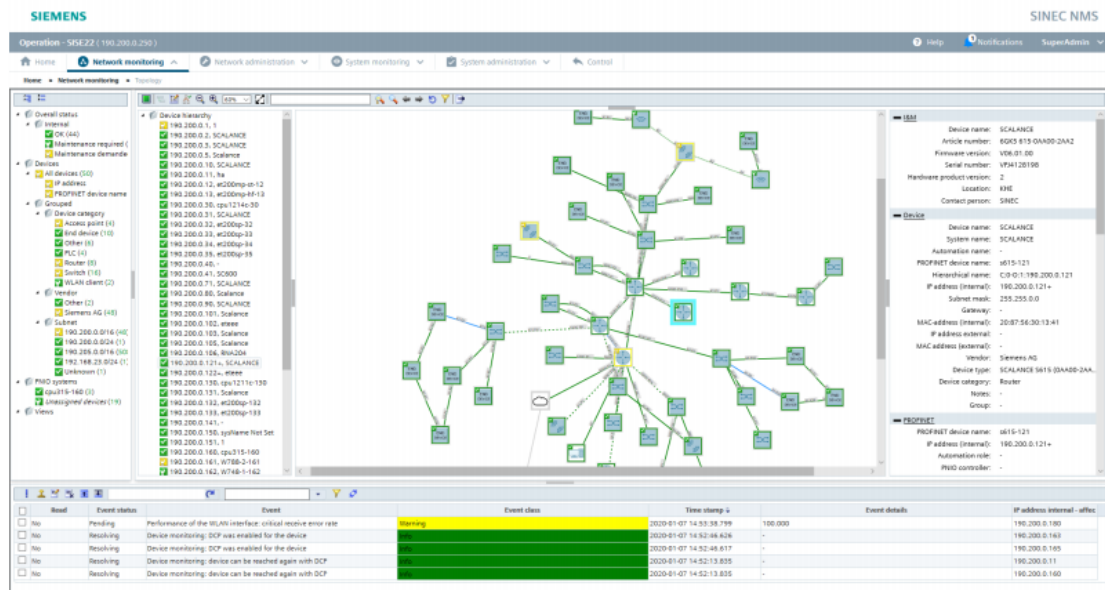 SIEMENS
SINEC NMS
Operation - SISE22 ( 190.200.0.250 )
Help
Notifications
SuperAdmin
Home
Network monitoring
Network administration
System monitoring
System administration
Control
Home
Network monitoring
Topology
60%
Overall status
Internal
OK (44)
Maintenance required (
Maintenance demande
Devices
All devices (50)
IP address
PROFINET device name
Grouped
Device category
Access point (4)
End device (10)
Other (6)
PLC (4)
Router (8)
Switch (16)
WLAN client (2)
Vendor
Other (2)
Siemens AG (48)
Subnet
190.200.0.0/16 (48)
190.200.0.0/24 (1)
190.205.0.0/16 (50)
192.168.23.0/24 (1)
Unknown (1)
PNIO systems
cpu315-160 (3)
Unassigned devices (19)
Views
Device hierarchy
190.200.0.1, 1
190.200.0.2, SCALANCE
190.200.0.3, SCALANCE
190.200.0.5, Scalance
190.200.0.10, SCALANCE
190.200.0.11, ha
190.200.0.12, et200mp-st-12
190.200.0.13, et200mp-hf-13
190.200.0.30, cpu1214c-30
190.200.0.31, SCALANCE
190.200.0.32, et200sp-32
190.200.0.33, et200sp-33
190.200.0.34, et200sp-34
190.200.0.35, et200sp-35
190.200.0.40, -
190.200.0.41, SC600
190.200.0.71, SCALANCE
190.200.0.80, Scalance
190.200.0.90, SCALANCE
190.200.0.101, Scalance
190.200.0.102, eteee
190.200.0.103, Scalance
190.200.0.105, Scalance
190.200.0.106, RNA204
190.200.0.121+, SCALANCE
190.200.0.122+, eteee
190.200.0.130, cpu1211c-130
190.200.0.131, Scalance
190.200.0.132, et200sp-132
190.200.0.133, et200sp-133
190.200.0.141, -
190.200.0.150, sysName Not Set
190.200.0.151, 1
190.200.0.160, cpu315-160
190.200.0.161, W788-2-161
190.200.0.162, W748-1-162
I&M
Device name: SCALANCE
Article number: 6GK5 615-0AA00-2AA2
Firmware version: V06.01.00
Serial number: VPJ4128196
Hardware product version: 2
Location: KHE
Contact person: SINEC
Device
Device name: SCALANCE
System name: SCALANCE
Automation name: -
PROFINET device name: s615-121
Hierarchical name: C:0-O:1:190.200.0.121
IP address (internal): 190.200.0.121+
Subnet mask: 255.255.0.0
Gateway: -
MAC-address (internal): 20:87:56:30:13:41
IP address external: -
MAC address (external): -
Vendor: Siemens AG
Device type: SCALANCE S615 (0AA00-2AA...
Device category: Router
Notes: -
Group: -
PROFINET
PROFINET device name: s615-121
IP address (internal): 190.200.0.121+
Automation role: -
PNIO controller: -
Read Event status Event Event class Time stamp Event details IP address internal - affec
No Pending Performance of the WLAN interface: critical receive error rate Warning 2020-01-07 14:53:38.799 100.000 190.200.0.180
No Resolving Device monitoring: DCP was enabled for the device Info 2020-01-07 14:52:46.626 - 190.200.0.163
No Resolving Device monitoring: DCP was enabled for the device Info 2020-01-07 14:52:46.617 - 190.200.0.165
No Resolving Device monitoring: device can be reached again with DCP Info 2020-01-07 14:52:13.835 - 190.200.0.11
No Resolving Device monitoring: device can be reached again with DCP Info 2020-01-07 14:52:13.835 - 190.200.0.160